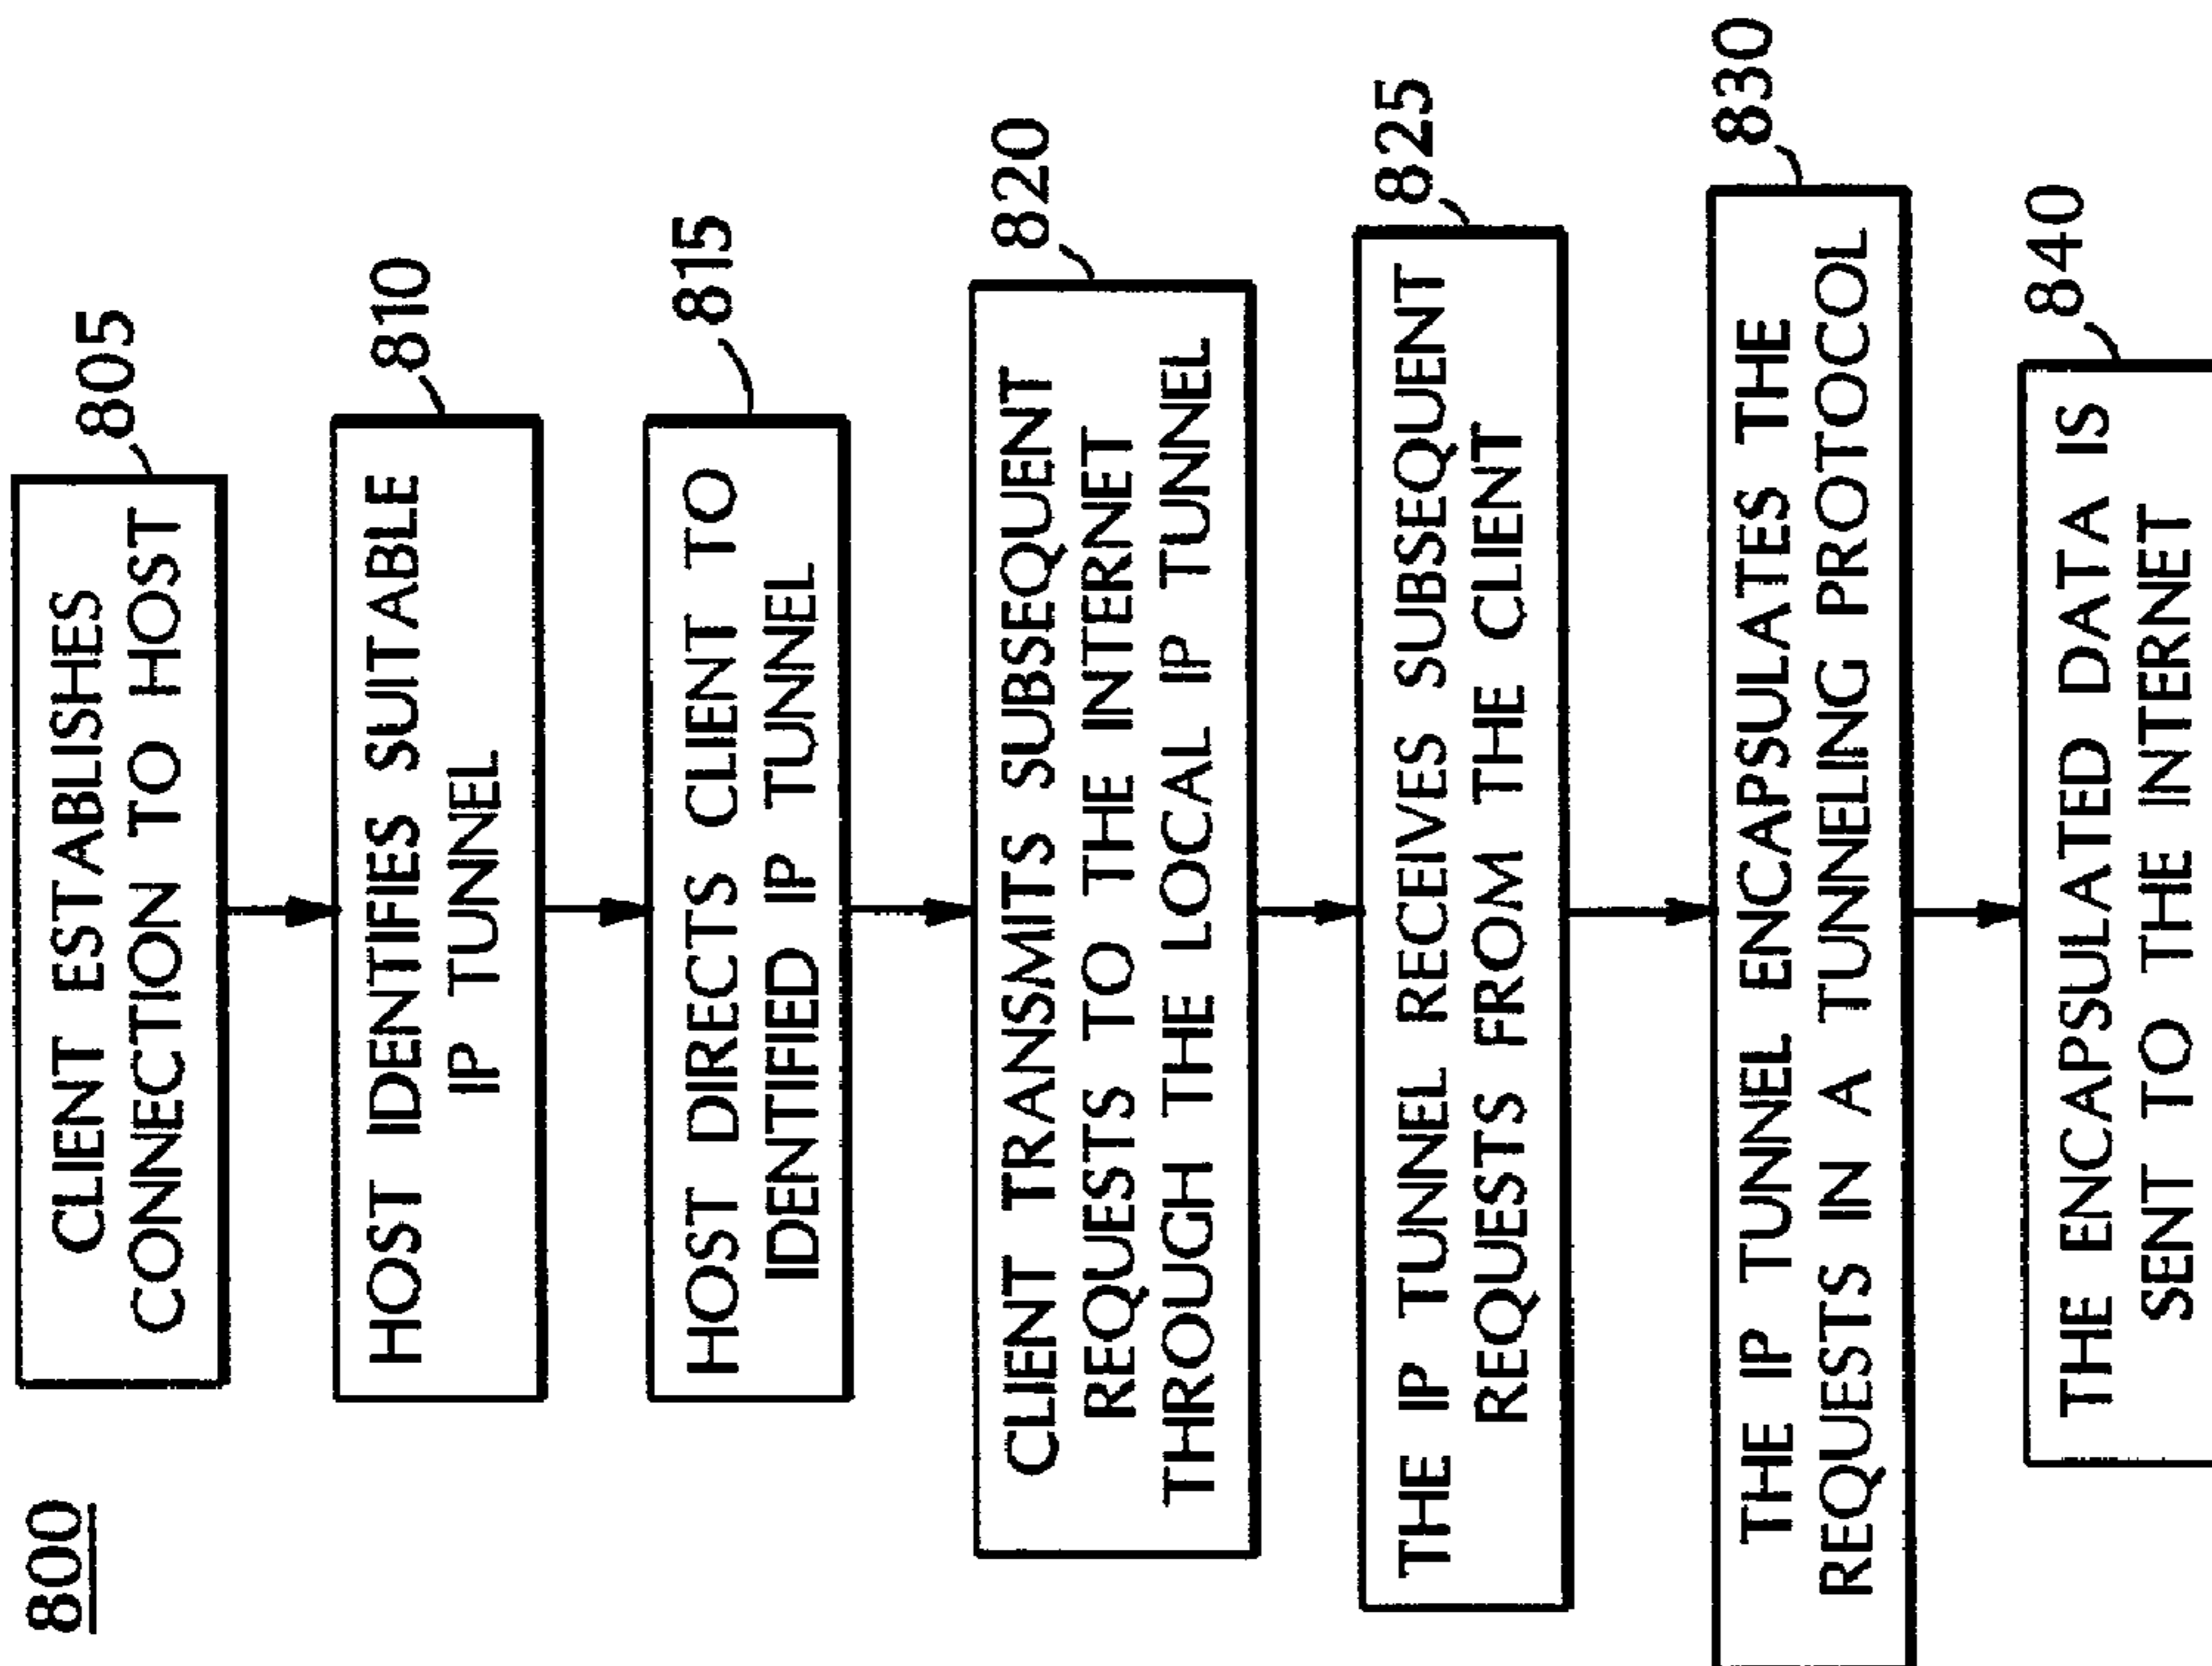 800
CLIENT ESTABLISHES
CONNECTION TO HOST
805
HOST IDENTIFIES SUITABLE
IP TUNNEL
810
HOST DIRECTS CLIENT TO
IDENTIFIED IP TUNNEL
815
CLIENT TRANSMITS SUBSEQUENT
REQUESTS TO THE INTERNET
THROUGH THE LOCAL IP TUNNEL
820
THE IP TUNNEL RECEIVES SUBSEQUENT
REQUESTS FROM THE CLIENT
825
THE IP TUNNEL ENCAPSULATES THE
REQUESTS IN A TUNNELING PROTOCOL
830
THE ENCAPSULATED DATA IS
SENT TO THE INTERNET
840